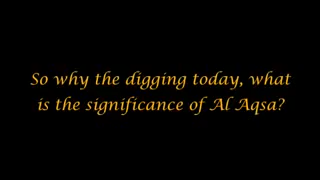 So why the digging today, what
is the significance of Al Aqsa?